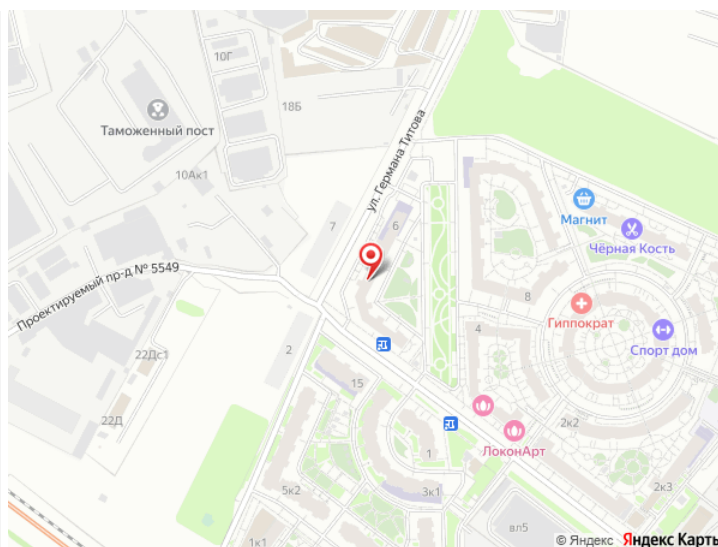 10Г
18Б
Таможенный пост
ул. Германа Титова
10Ак1
Магнит
7
6
Чёрная Кость
Проектируемый пр-д № 5549
8
Гиппократ
4
Спорт дом
2
22Дс1
15
22Д
2к2
ЛоконАрт
1
5к2
3к1
2к3
вл5
1к1
© Яндекс Яндекс Карты